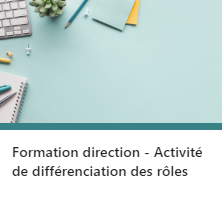 Formation direction - Activité
de différenciation des rôles